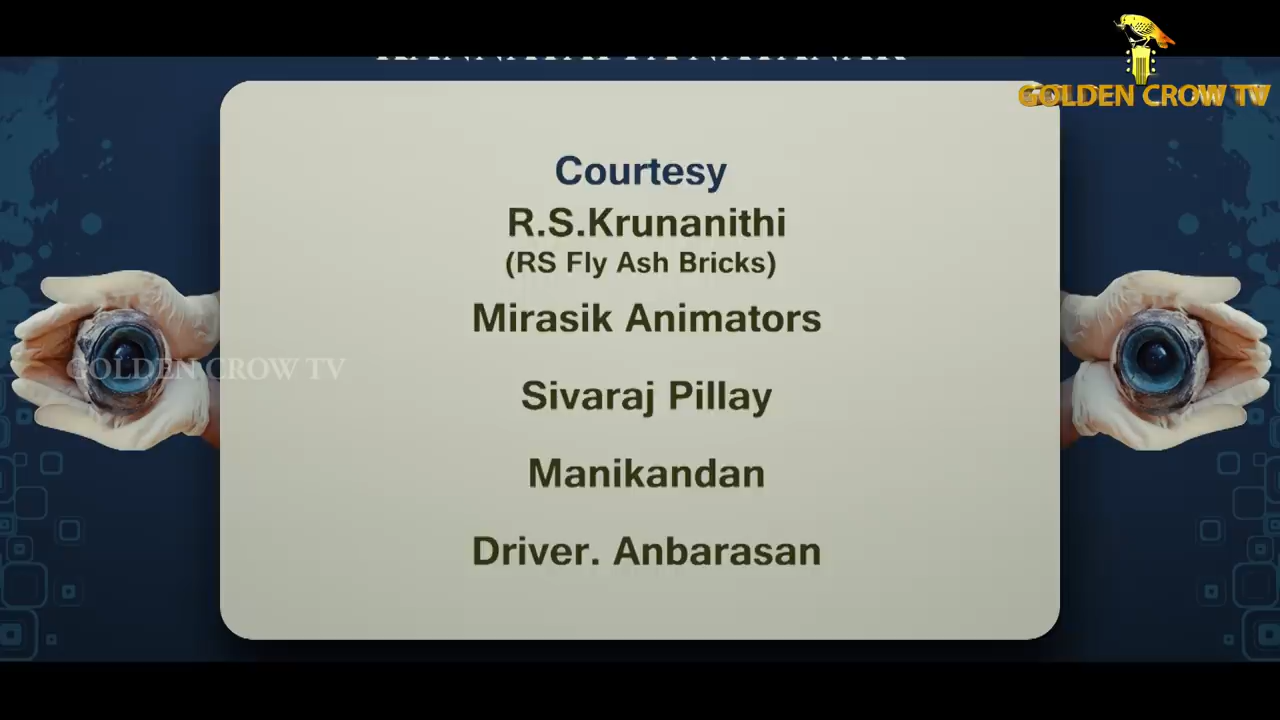 GOLDEN CROW TV
Courtesy
R.S.Krunanithi
(RS Fly Ash Bricks)
Mirasik Animators
GOLDEN CROW TV
Sivaraj Pillay
Manikandan
Driver. Anbarasan